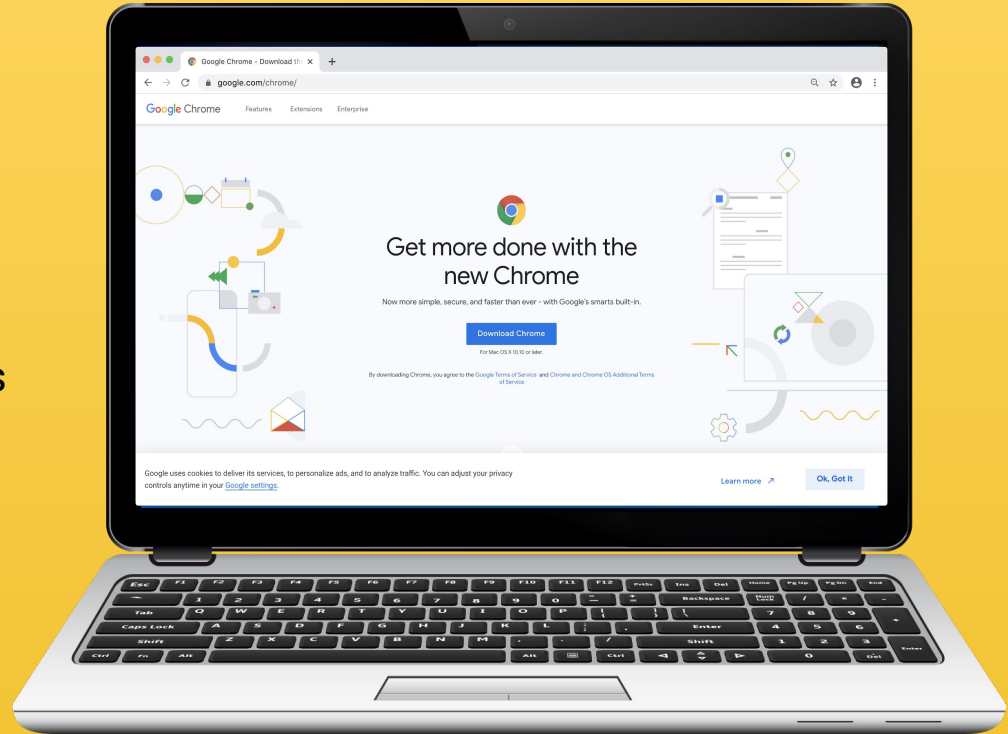 Google Chrome - Download th
google.com/chrome/
Google Chrome Features Extensions Enterprise
Get more done with the
new Chrome
Now more simple, secure, and faster than ever - with Google's smarts built-in.
Download Chrome
For Mac OS X 10.10 or later.
By downloading Chrome, you agree to the Google Terms of Service and Chrome and Chrome OS Additional Terms
of Service
Google uses cookies to deliver its services, to personalize ads, and to analyze traffic. You can adjust your privacy
controls anytime in your Google settings.
Learn more
Ok, Got It
s
Esc F1 F2 F3 F4 F5 F6 F7 F8 F9 F10 F11 F12 PrtSc Ins Del Home Pg Up Pg Dn End
1 2 3 4 5 6 7 8 9 0 Backspace Num Lock / * -
Tab Q W E R T Y U I O P 7 8 9 +
Caps Lock A S D F G H J K L Enter 4 5 6
Shift Z X C V B N M / Shift 1 2 3 Enter
Ctrl Fn Alt Alt Ctrl 0 Del